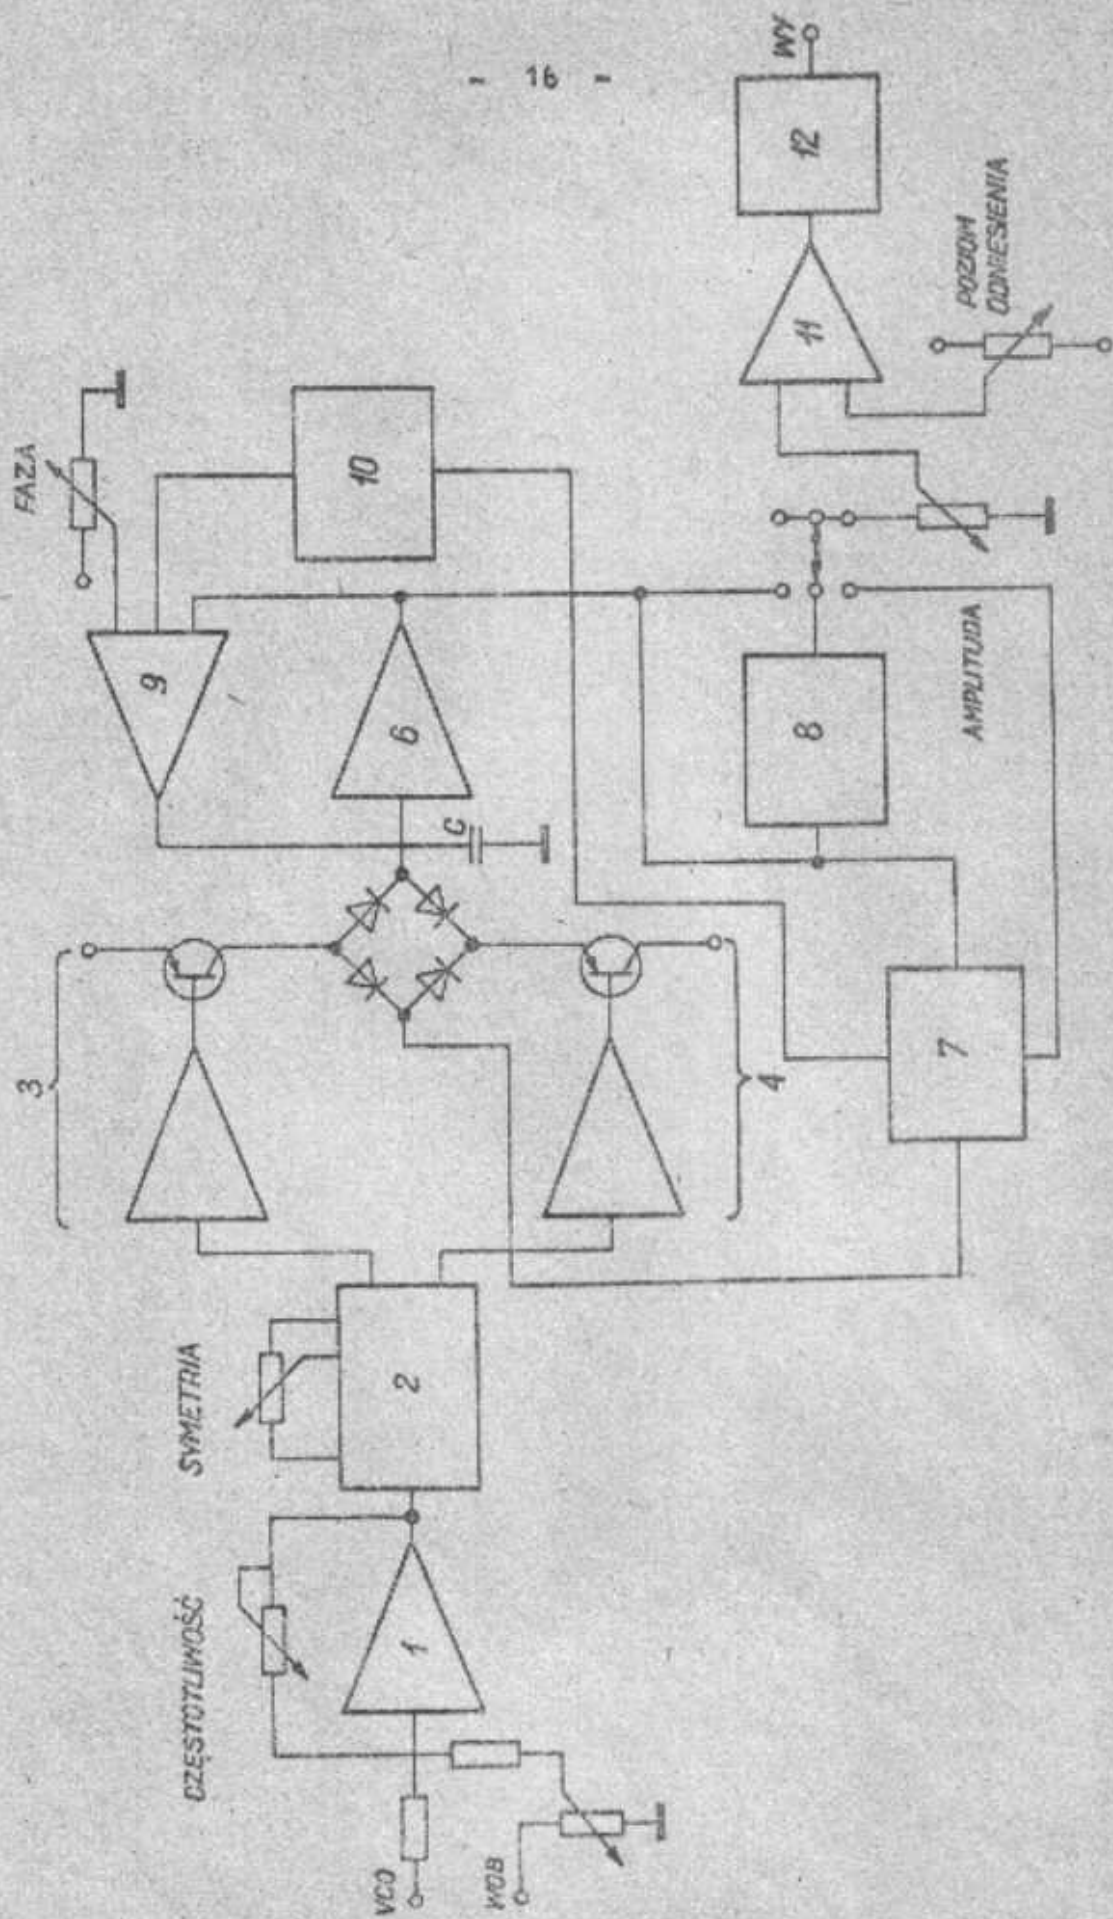 - 16 -
VCO
WOB
CZĘSTOTLIWOŚĆ
1
SYMETRIA
2
3
4
C
6
7
8
9
10
FAZA
AMPLITUDA
11
POZIOM
ODNIESIENIA
12
WY